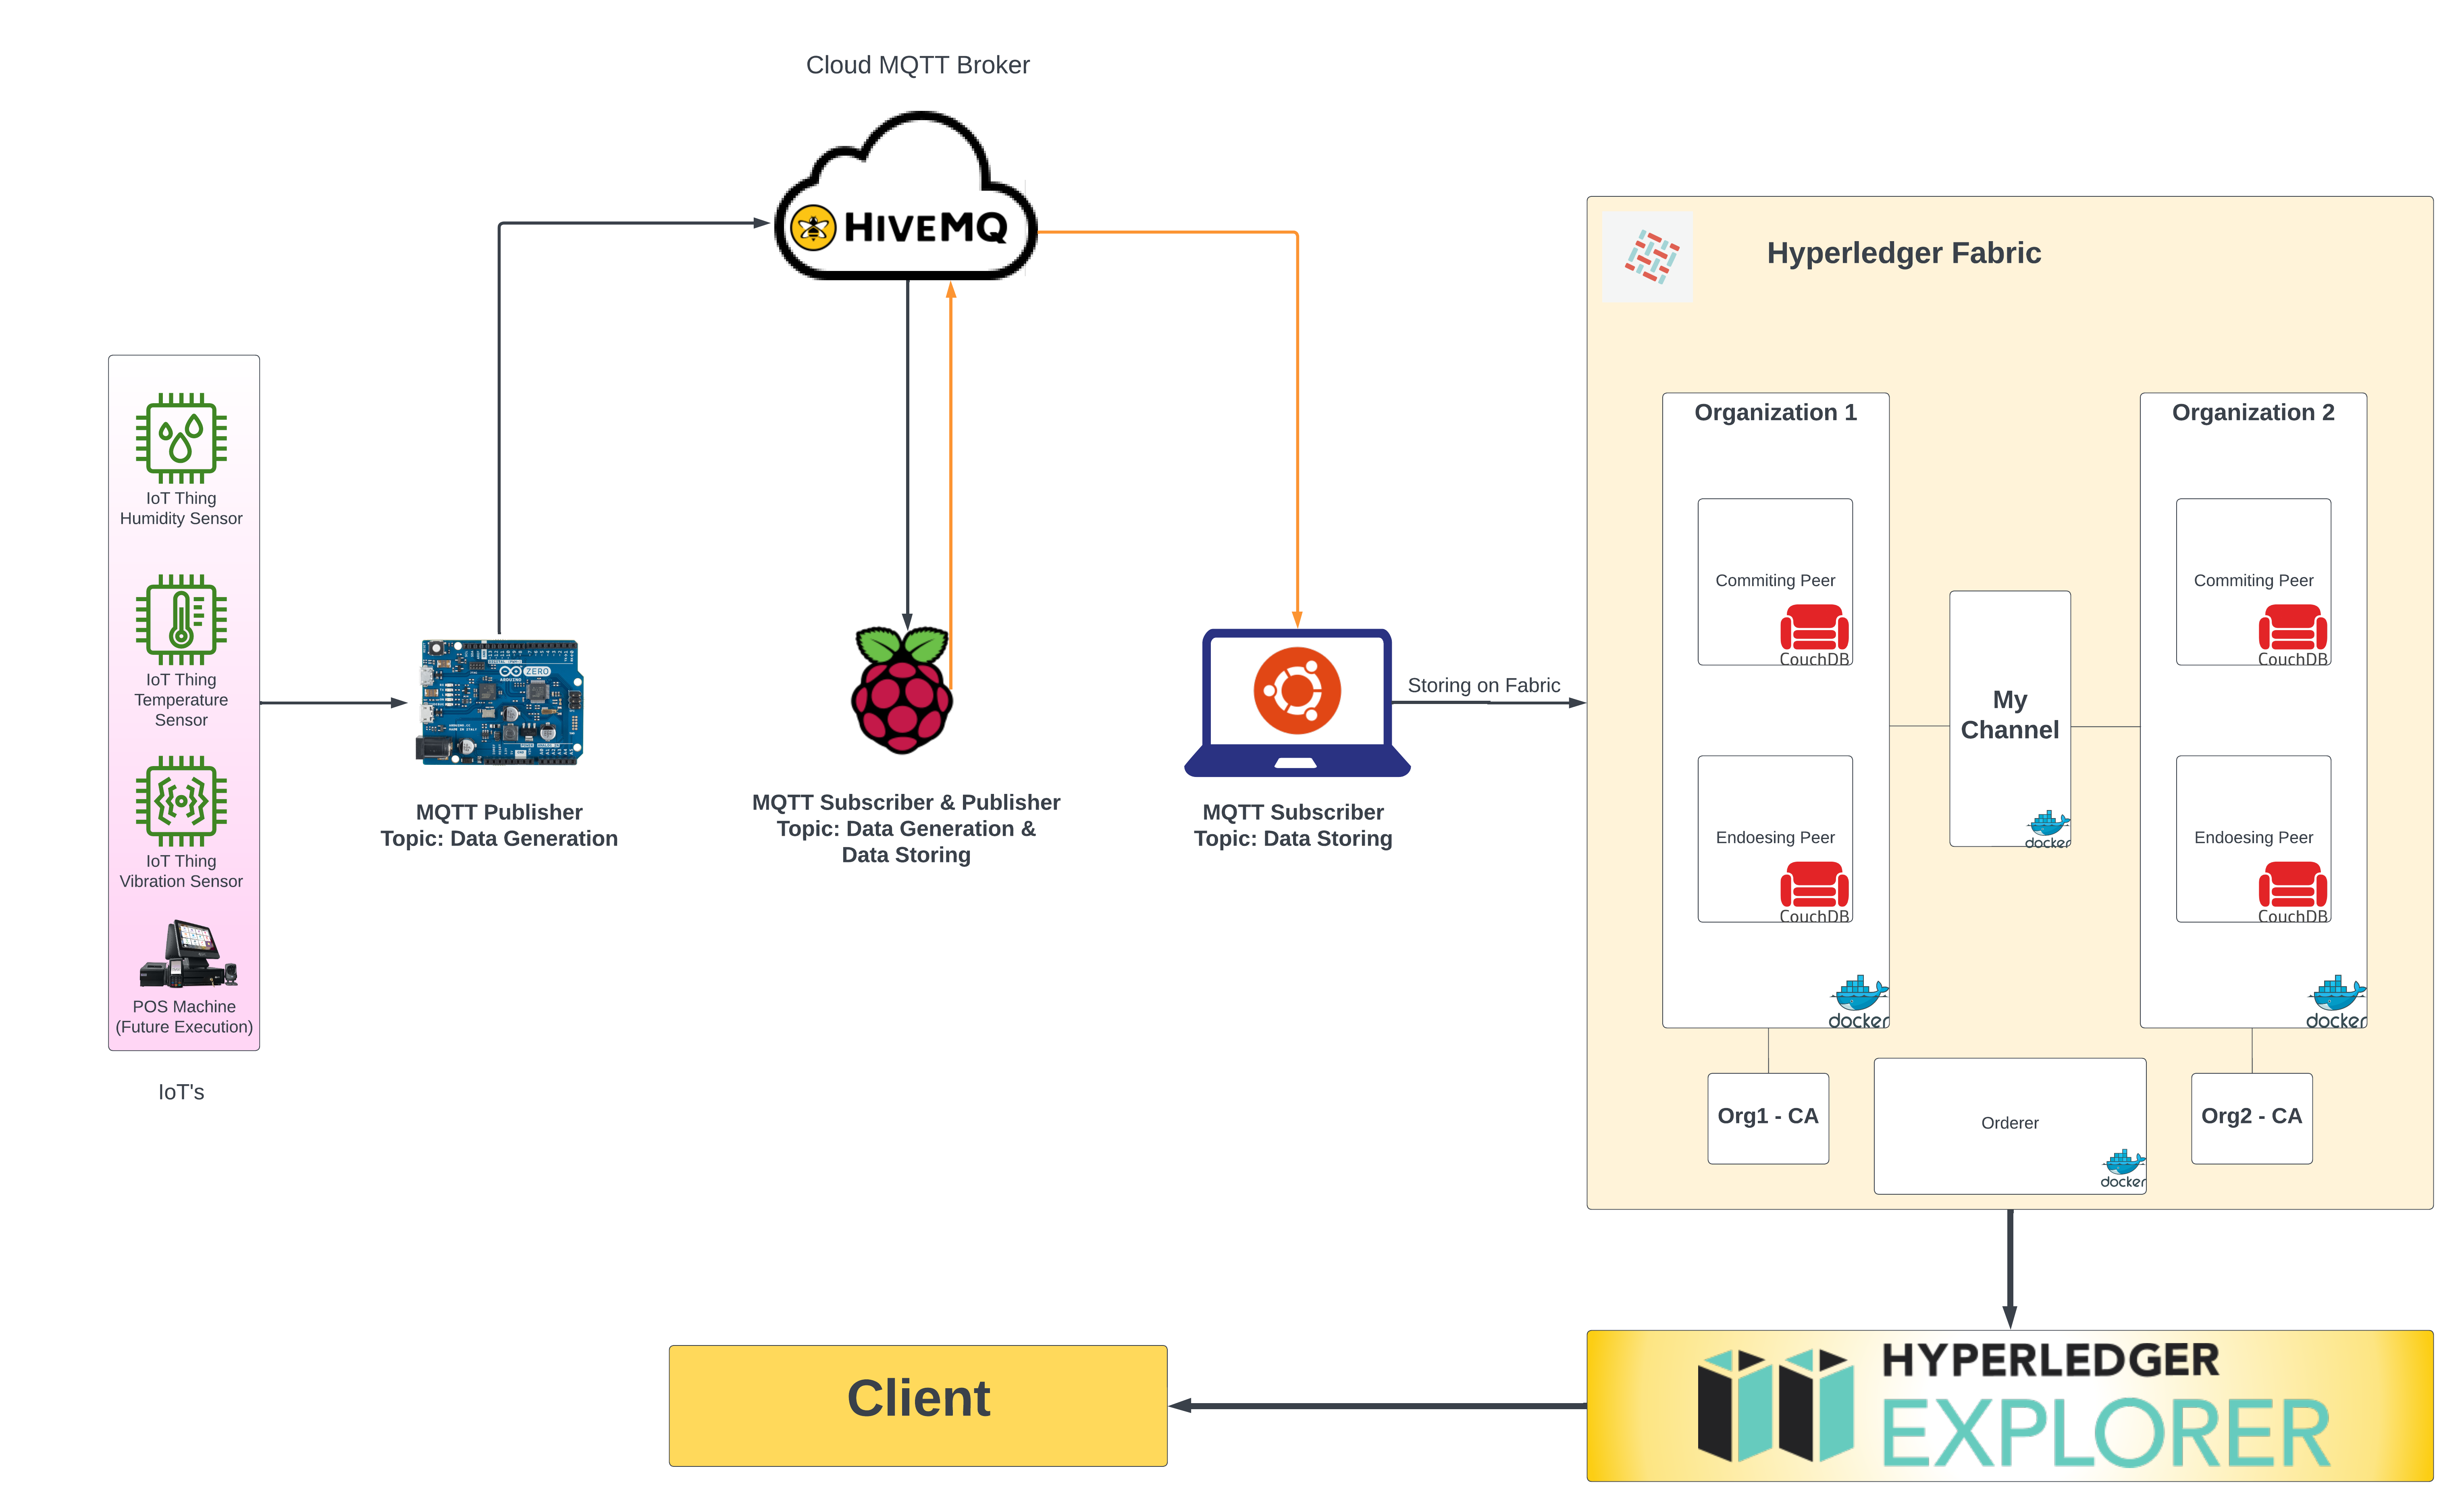 Cloud MQTT Broker
HIVEMQ
IoT Thing
Humidity Sensor
IoT Thing
Temperature
Sensor
IoT Thing
Vibration Sensor
POS Machine
(Future Execution)
IoT's
ZERO
ARDUINO
MQTT Publisher
Topic: Data Generation
MQTT Subscriber & Publisher
Topic: Data Generation &
Data Storing
MQTT Subscriber
Topic: Data Storing
Storing on Fabric
Hyperledger Fabric
Organization 1
Commiting Peer
CouchDB
Endoesing Peer
CouchDB
docker
My
Channel
docker
Organization 2
Commiting Peer
CouchDB
Endoesing Peer
CouchDB
docker
Org1 - CA
Orderer
docker
Org2 - CA
HYPERLEDGER
EXPLORER
Client